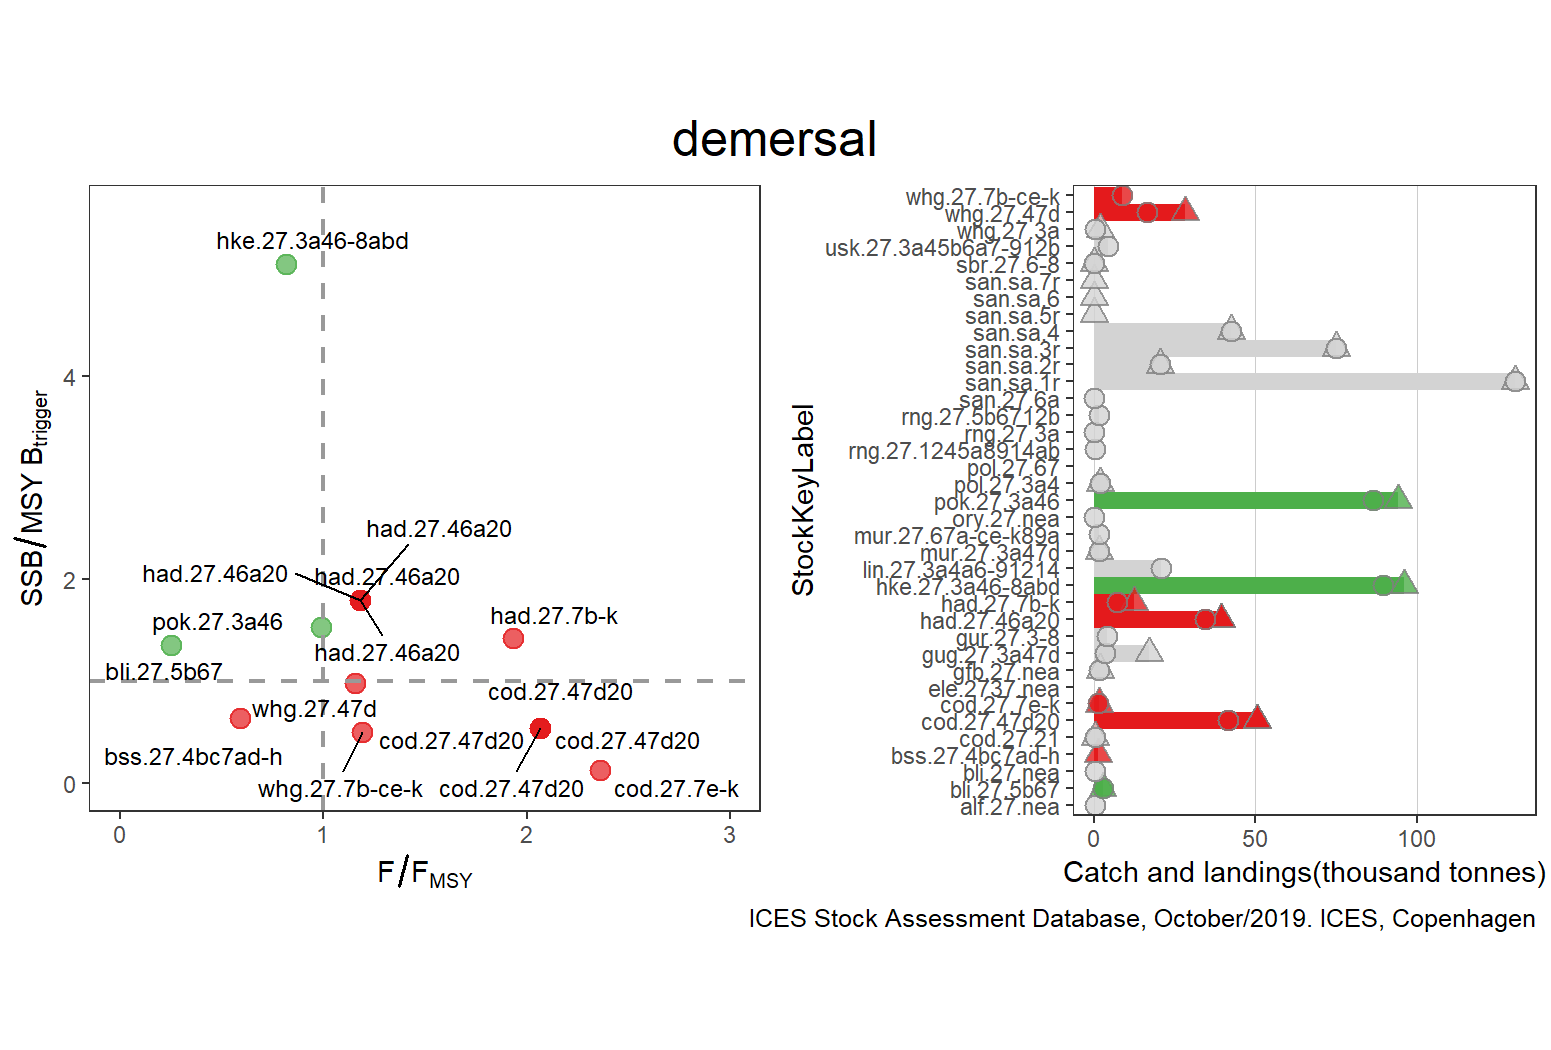 demersal
hke.27.3a46-8abd
had.27.46a20
had.27.46a20
had.27.46a20
had.27.7b-k
pok.27.3a46
had.27.46a20
bli.27.5b67
cod.27.47d20
whg.27.47d
cod.27.47d20
cod.27.47d20
bss.27.4bc7ad-h
whg.27.7b-ce-k
cod.27.47d20
cod.27.7e-k
4
2
0
SSB/MSY Btrigger
0
1
2
3
F/FMSY
whg.27.7b-ce-k
whg.27.47d
whg.27.3a
usk.27.3a45b6a7-912b
sbr.27.6-8
san.sa.7r
san.sa.6
san.sa.5r
san.sa.4
san.sa.3r
san.sa.2r
san.sa.1r
san.27.6a
rng.27.5b6712b
rng.27.3a
rng.27.1245a8914ab
pol.27.67
pol.27.3a4
pok.27.3a46
ory.27.nea
mur.27.67a-ce-k89a
mur.27.3a47d
lin.27.3a4a6-91214
hke.27.3a46-8abd
had.27.7b-k
had.27.46a20
gur.27.3-8
gug.27.3a47d
gfb.27.nea
ele.2737.nea
cod.27.7e-k
cod.27.47d20
cod.27.21
bss.27.4bc7ad-h
bli.27.nea
bli.27.5b67
alf.27.nea
StockKeyLabel
0
50
100
Catch and landings(thousand tonnes)
ICES Stock Assessment Database, October/2019. ICES, Copenhagen